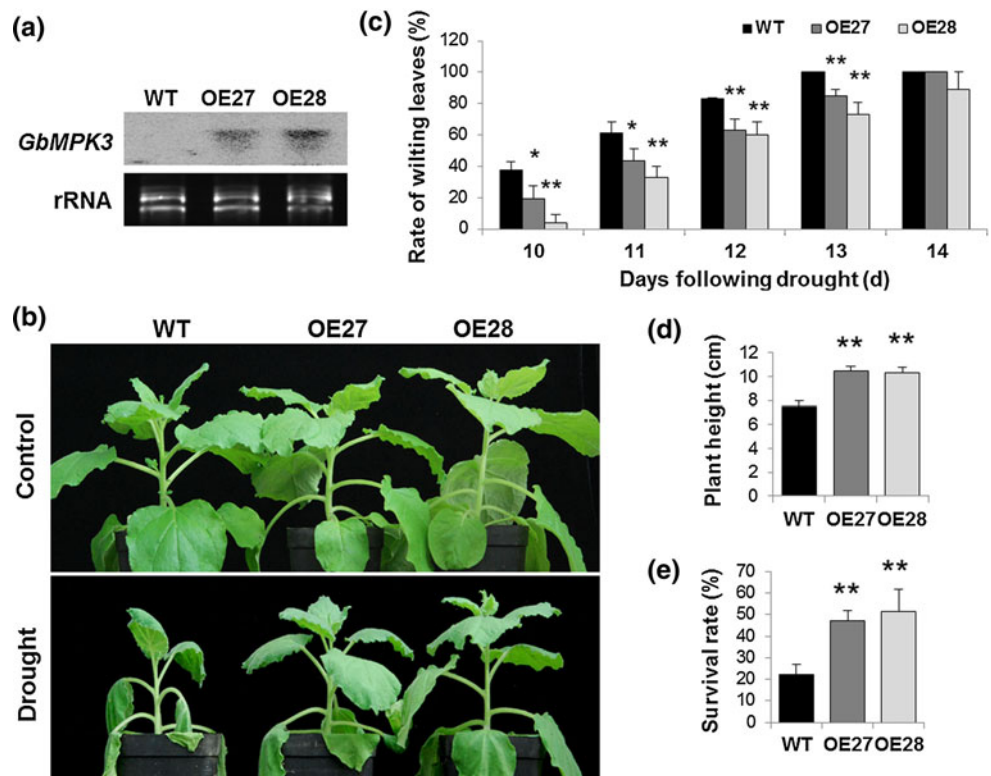 (a)
WT OE27 OE28
GbMPK3
rRNA
(b)
WT OE27 OE28
Control
Drought
(c)
WT OE27 OE28
Rate of wilting leaves (%)
120
100
80
60
40
20
0
* ** * ** ** ** ** **
10 11 12 13 14
Days following drought (d)
(d)
Plant height (cm)
14
12
10
8
6
4
2
0
** **
WT OE27 OE28
(e)
Survival rate (%)
70
60
50
40
30
20
10
0
** **
WT OE27 OE28